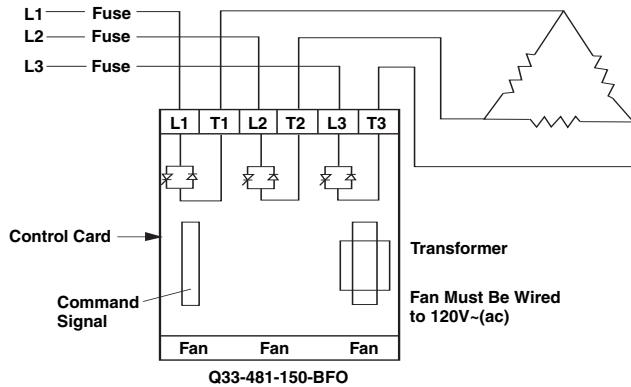 L1 Fuse
L2 Fuse
L3 Fuse
L1 T1 L2 T2 L3 T3
Control Card
Transformer
Command
Signal
Fan Must Be Wired
to 120V~(ac)
Fan Fan Fan
Q33-481-150-BFO